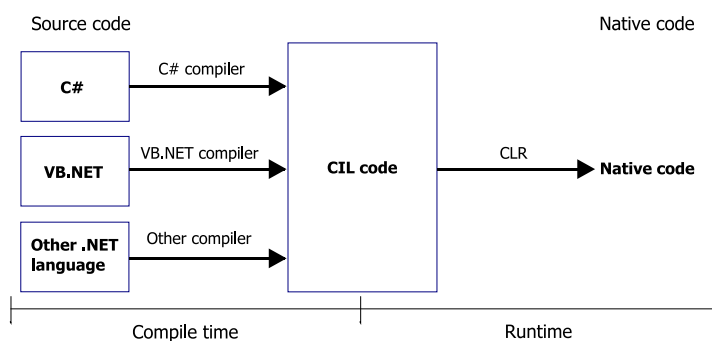 Source code
Native code
C#
C# compiler
VB.NET
VB.NET compiler
CIL code
CLR
Native code
Other .NET
language
Other compiler
Compile time
Runtime